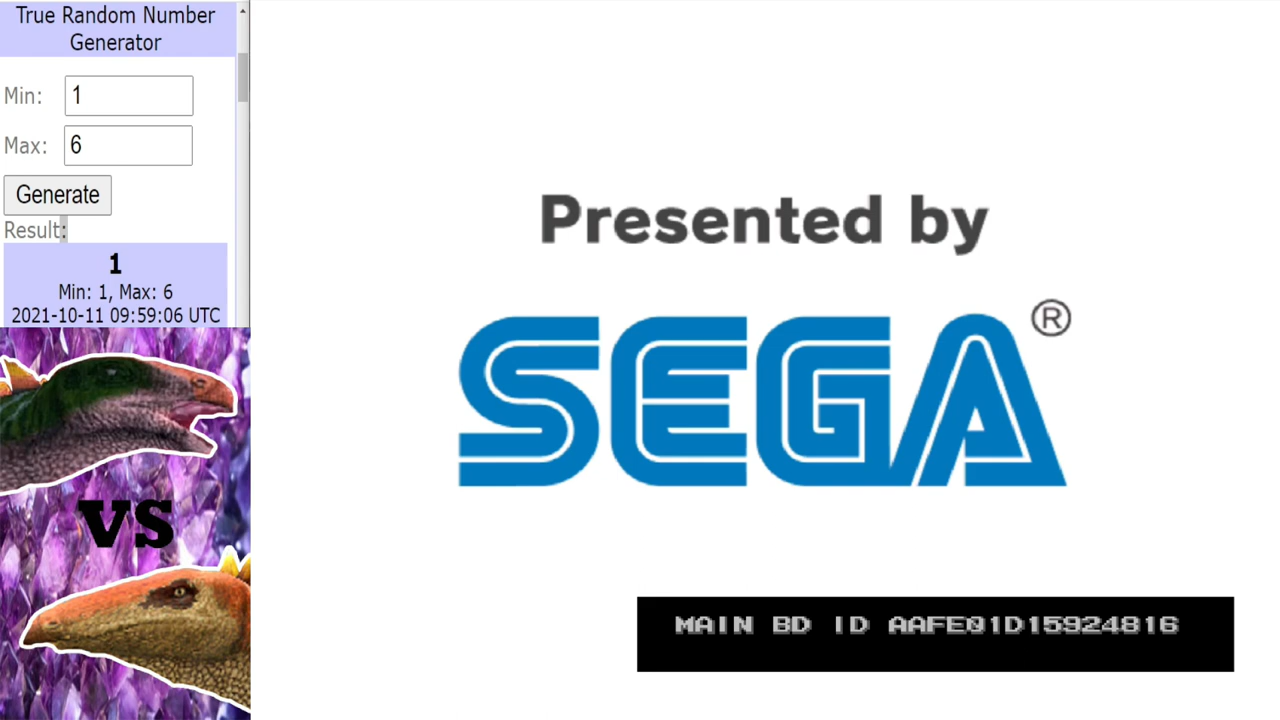 True Random Number
Generator
Min: 1
Max: 6
Generate
Result:
1
Min: 1, Max: 6
2021-10-11 09:59:06 UTC
vs
Presented by
SEGA®
MAIN BD ID AAFE01D15924816